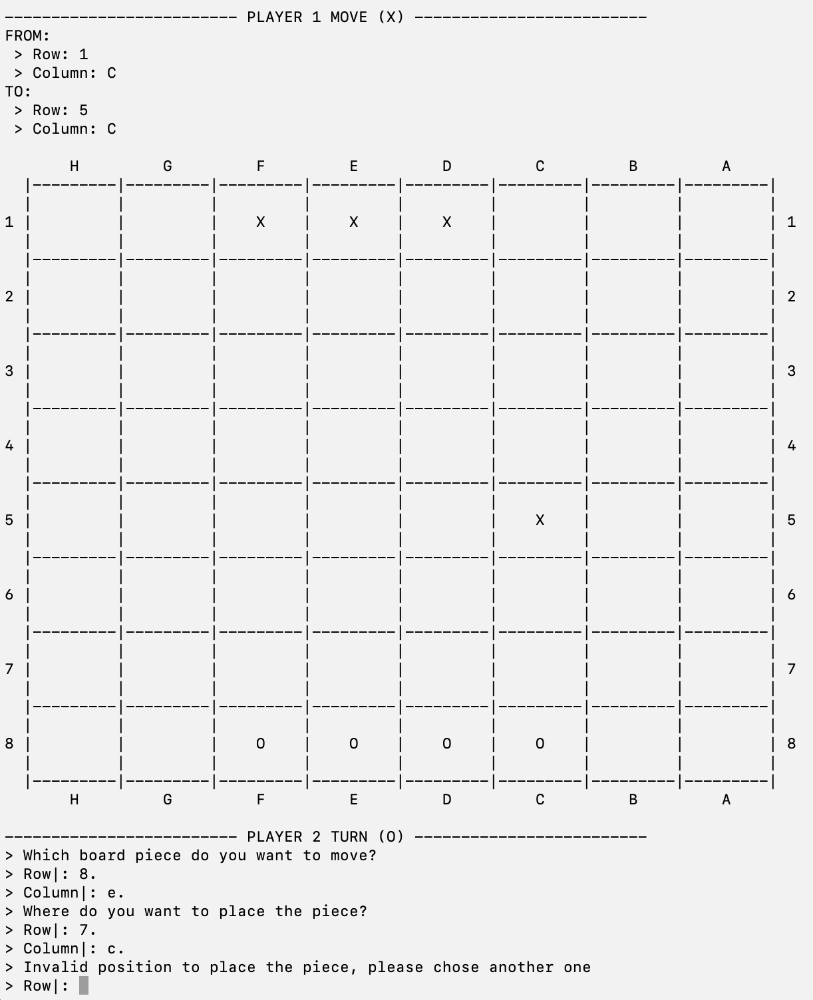 ------------------------- PLAYER 1 MOVE (X) -------------------------
FROM:
 > Row: 1
 > Column: C
TO:
 > Row: 5
 > Column: C
H G F E D C B A
|---------|---------|---------|---------|---------|---------|---------|---------|
1 | | | X | X | X | | | | 1
|---------|---------|---------|---------|---------|---------|---------|---------|
2 | | | | | | | | | 2
|---------|---------|---------|---------|---------|---------|---------|---------|
3 | | | | | | | | | 3
|---------|---------|---------|---------|---------|---------|---------|---------|
4 | | | | | | | | | 4
|---------|---------|---------|---------|---------|---------|---------|---------|
5 | | | | | | X | | | 5
|---------|---------|---------|---------|---------|---------|---------|---------|
6 | | | | | | | | | 6
|---------|---------|---------|---------|---------|---------|---------|---------|
7 | | | | | | | | | 7
|---------|---------|---------|---------|---------|---------|---------|---------|
8 | | | O | O | O | O | | | 8
|---------|---------|---------|---------|---------|---------|---------|---------|
H G F E D C B A
------------------------- PLAYER 2 TURN (O) -------------------------
> Which board piece do you want to move?
> Row|: 8.
> Column|: e.
> Where do you want to place the piece?
> Row|: 7.
> Column|: c.
> Invalid position to place the piece, please chose another one
> Row|: